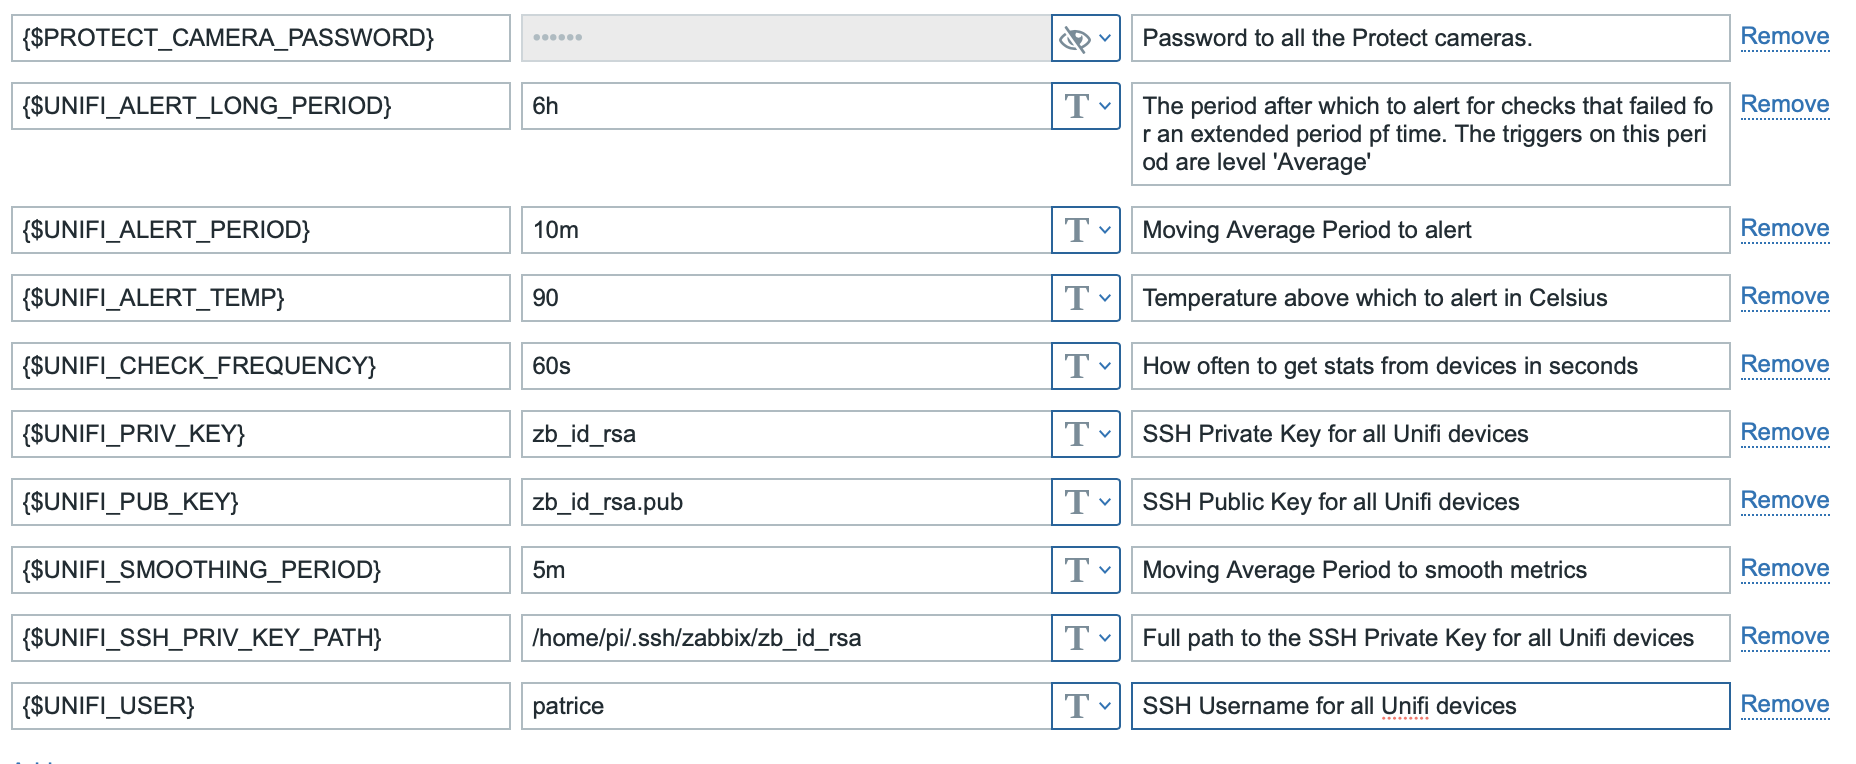 {$PROTECT_CAMERA_PASSWORD} •••••• Password to all the Protect cameras. Remove
{$UNIFI_ALERT_LONG_PERIOD} 6h T The period after which to alert for checks that failed fo Remove
r an extended period pf time. The triggers on this peri
od are level 'Average'
{$UNIFI_ALERT_PERIOD} 10m T Moving Average Period to alert Remove
{$UNIFI_ALERT_TEMP} 90 T Temperature above which to alert in Celsius Remove
{$UNIFI_CHECK_FREQUENCY} 60s T How often to get stats from devices in seconds Remove
{$UNIFI_PRIV_KEY} zb_id_rsa T SSH Private Key for all Unifi devices Remove
{$UNIFI_PUB_KEY} zb_id_rsa.pub T SSH Public Key for all Unifi devices Remove
{$UNIFI_SMOOTHING_PERIOD} 5m T Moving Average Period to smooth metrics Remove
{$UNIFI_SSH_PRIV_KEY_PATH} /home/pi/.ssh/zabbix/zb_id_rsa T Full path to the SSH Private Key for all Unifi devices Remove
{$UNIFI_USER} patrice T SSH Username for all Unifi devices Remove